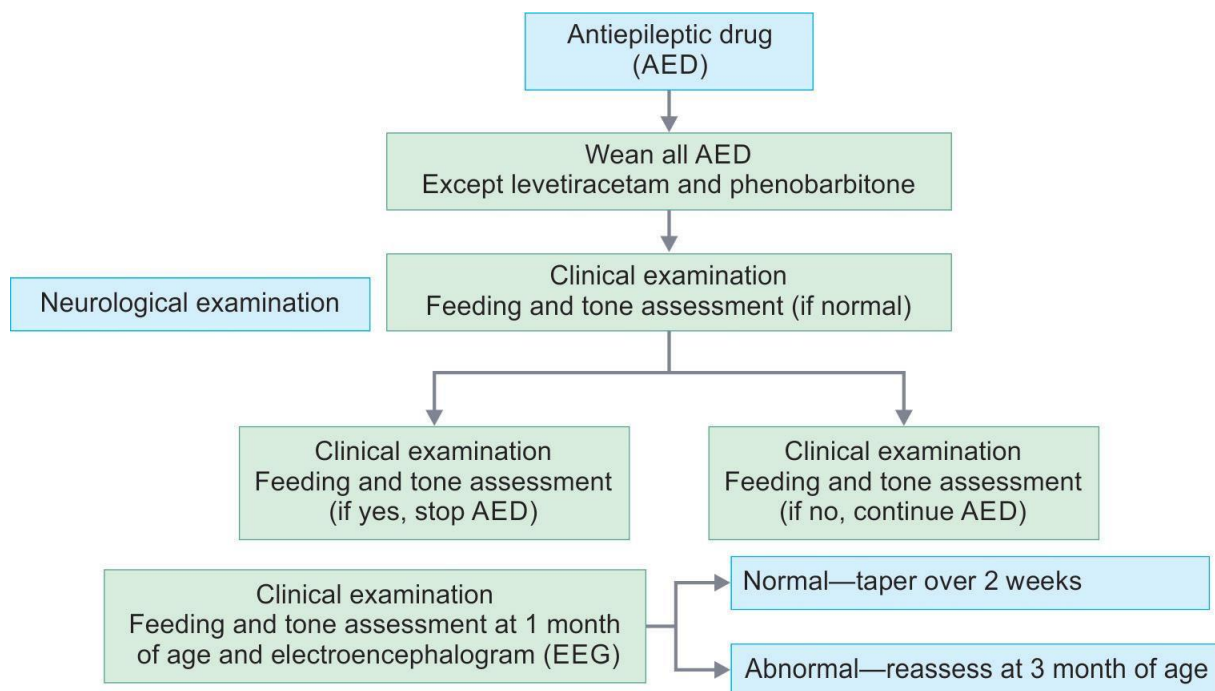 Antiepileptic drug
(AED)
Wean all AED
Except levetiracetam and phenobarbitone
Neurological examination
Clinical examination
Feeding and tone assessment (if normal)
Clinical examination
Feeding and tone assessment
(if yes, stop AED)
Clinical examination
Feeding and tone assessment
(if no, continue AED)
Clinical examination
Feeding and tone assessment at 1 month
of age and electroencephalogram (EEG)
Normal—taper over 2 weeks
Abnormal—reassess at 3 month of age